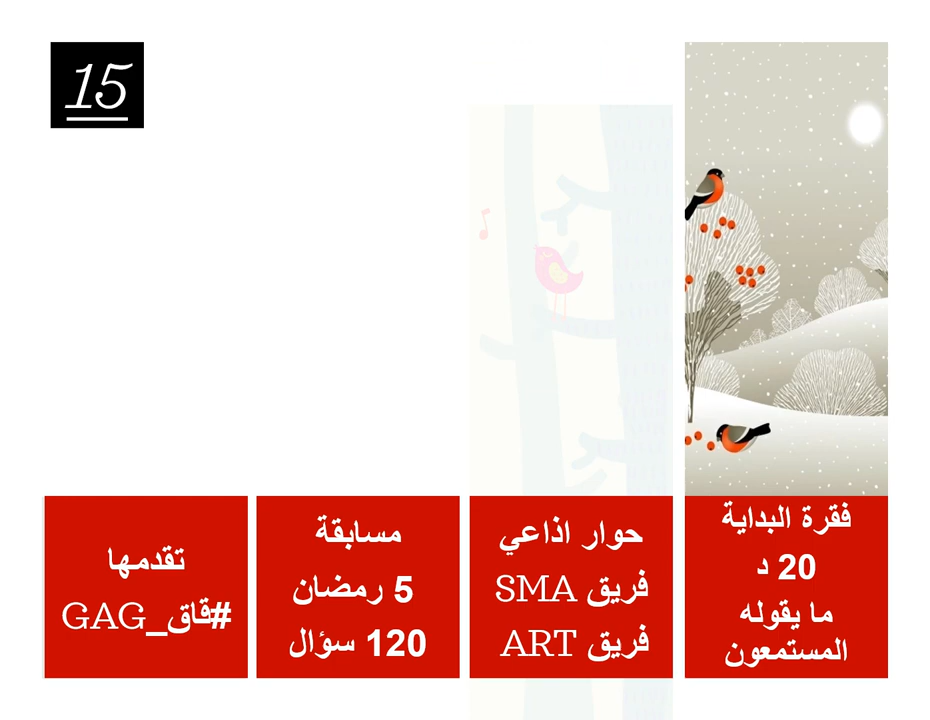 15
فقرة البداية
20 د
ما يقوله
المستمعون
حوار اذاعي
فريق SMA
فريق ART
مسابقة
5 رمضان
120 سؤال
تقدمها
#قاق_GAG